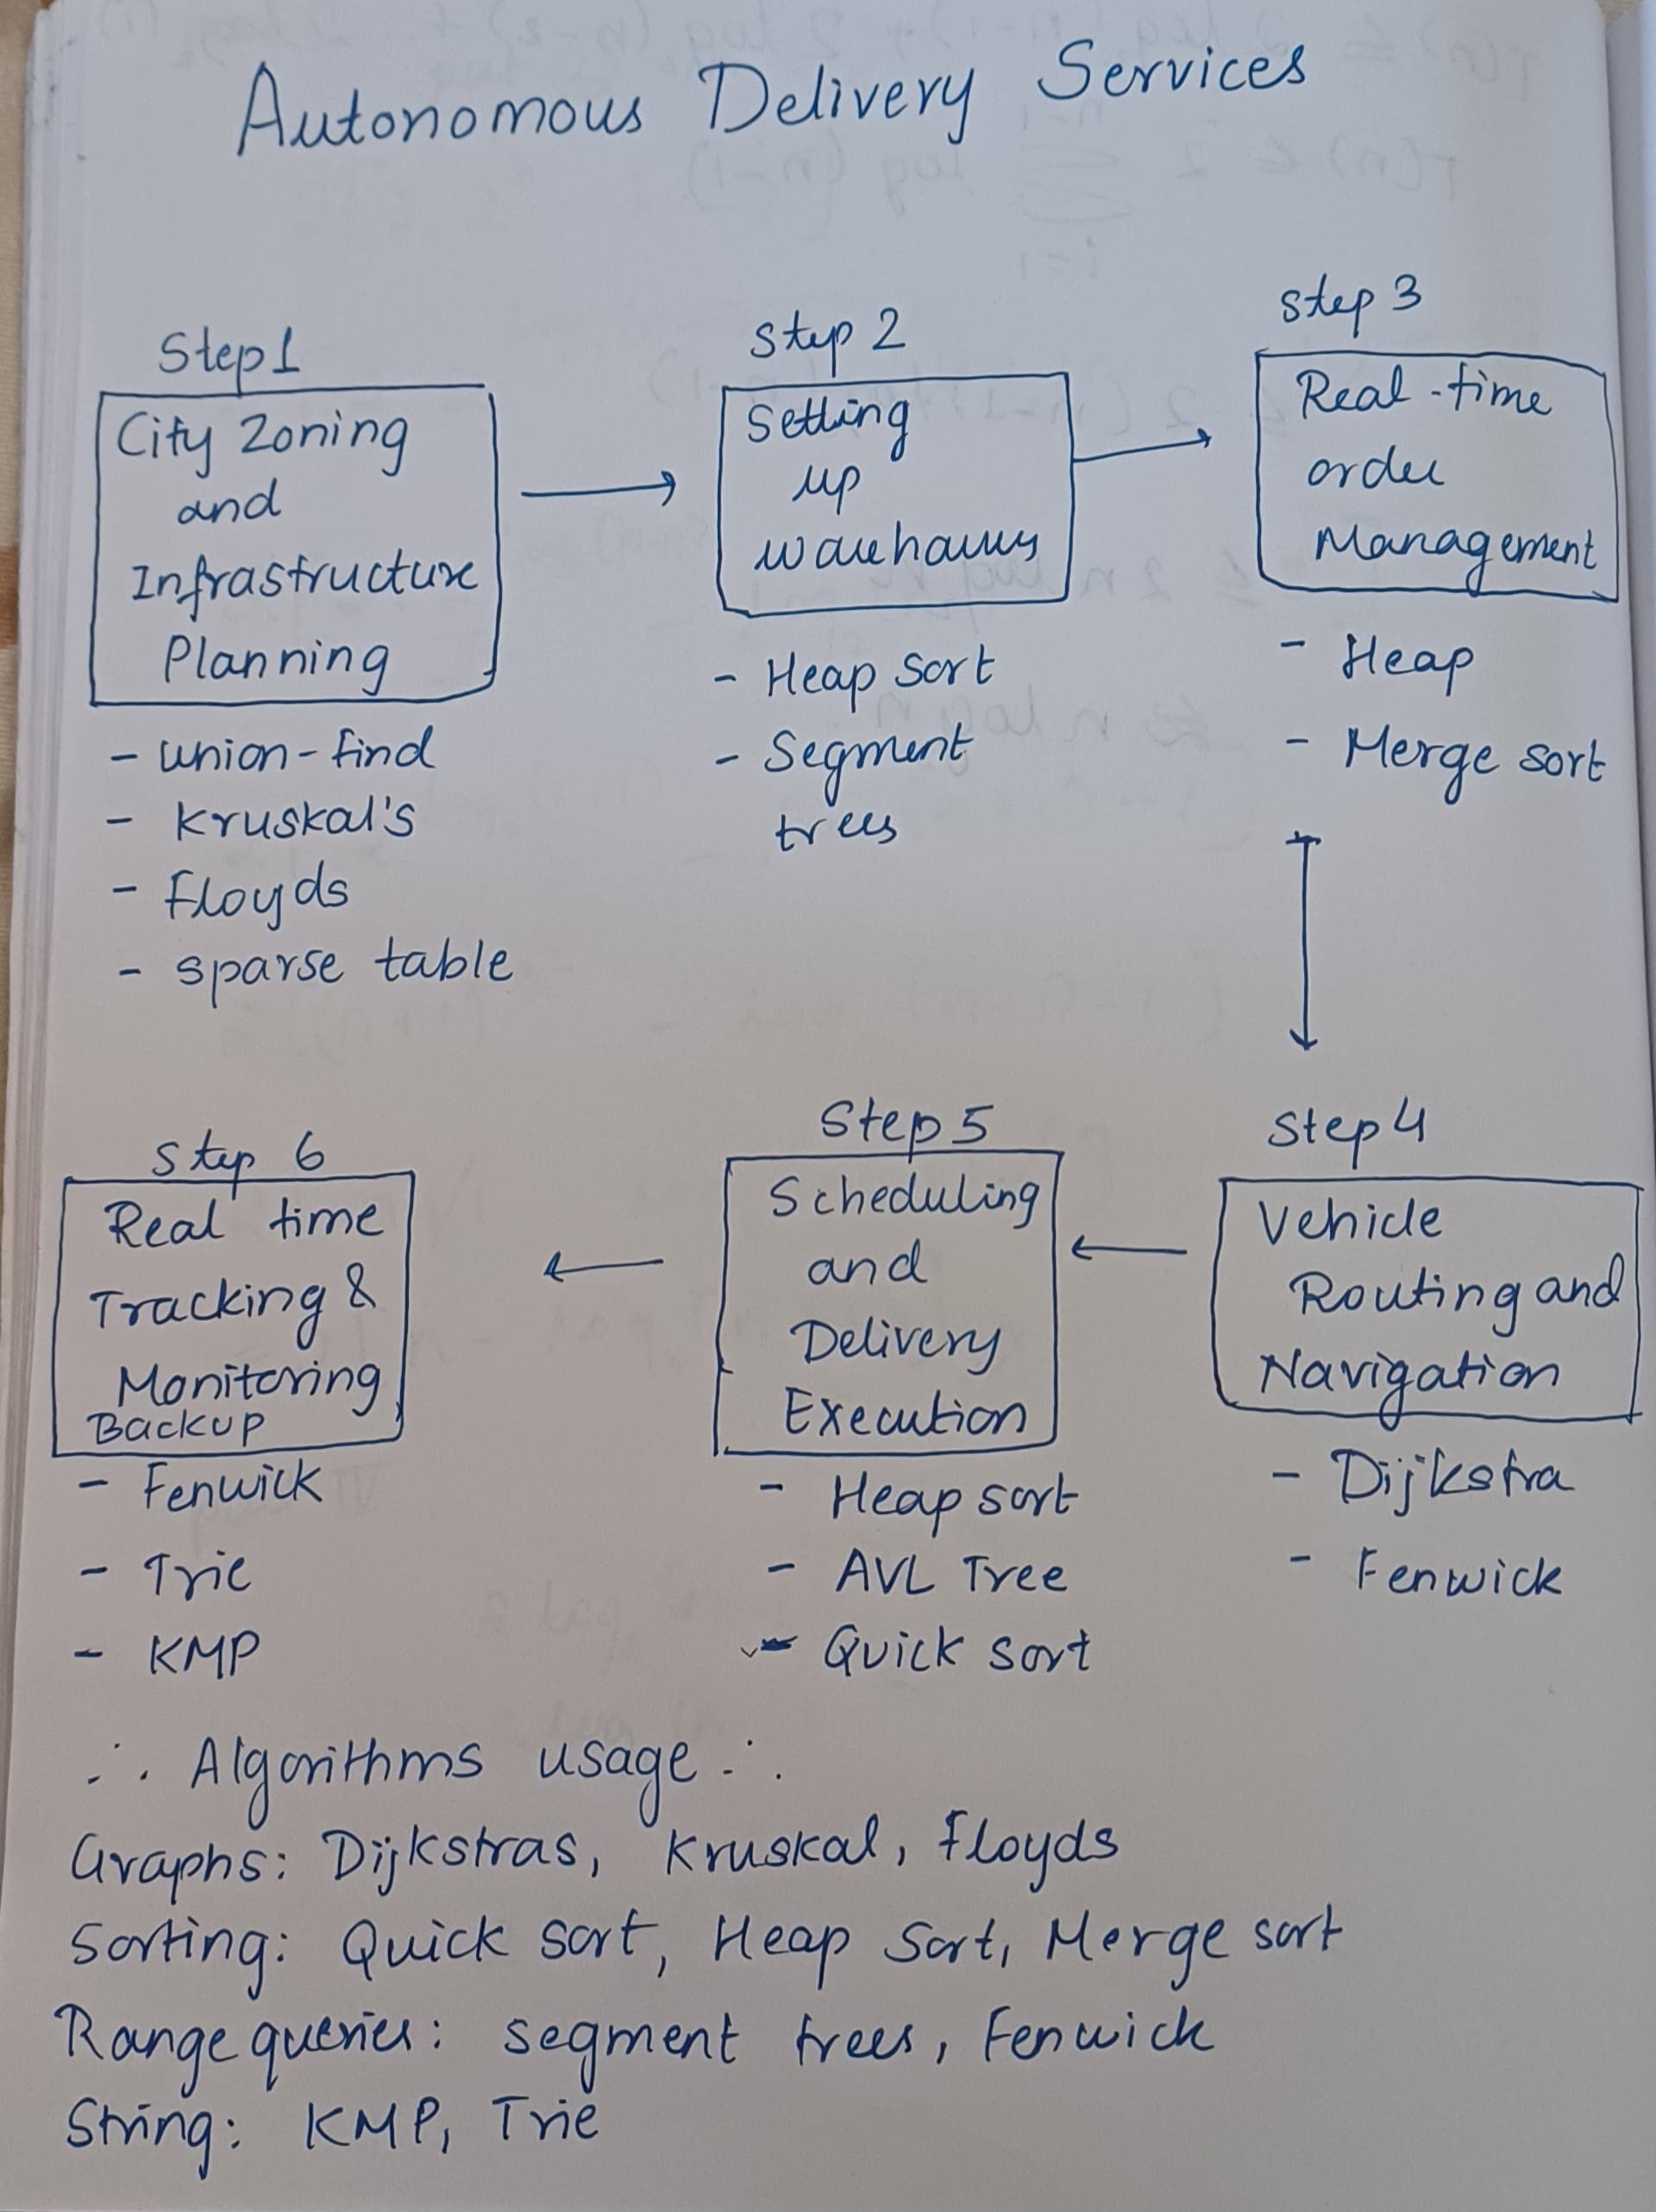 Autonomous Delivery Services
Step 1
City Zoning
and
Infrastructure
Planning
- union-find
- Kruskal's
- Floyds
- sparse table
Step 2
Setting
up
warehouses
- Heap Sort
- Segment
trees
Step 3
Real-time
order
Management
- Heap
- Merge sort
Step 4
Vehicle
Routing and
Navigation
- Dijkstra
- Fenwick
Step 5
Scheduling
and
Delivery
Execution
- Heap sort
- AVL Tree
- Quick sort
Step 6
Real time
Tracking &
Monitoring
Backup
- Fenwick
- Trie
- KMP
∴ Algorithms usage ∴
Graphs: Dijkstras, Kruskal, Floyds
Sorting: Quick sort, Heap Sort, Merge sort
Range queries: segment trees, Fenwick
String: KMP, Trie